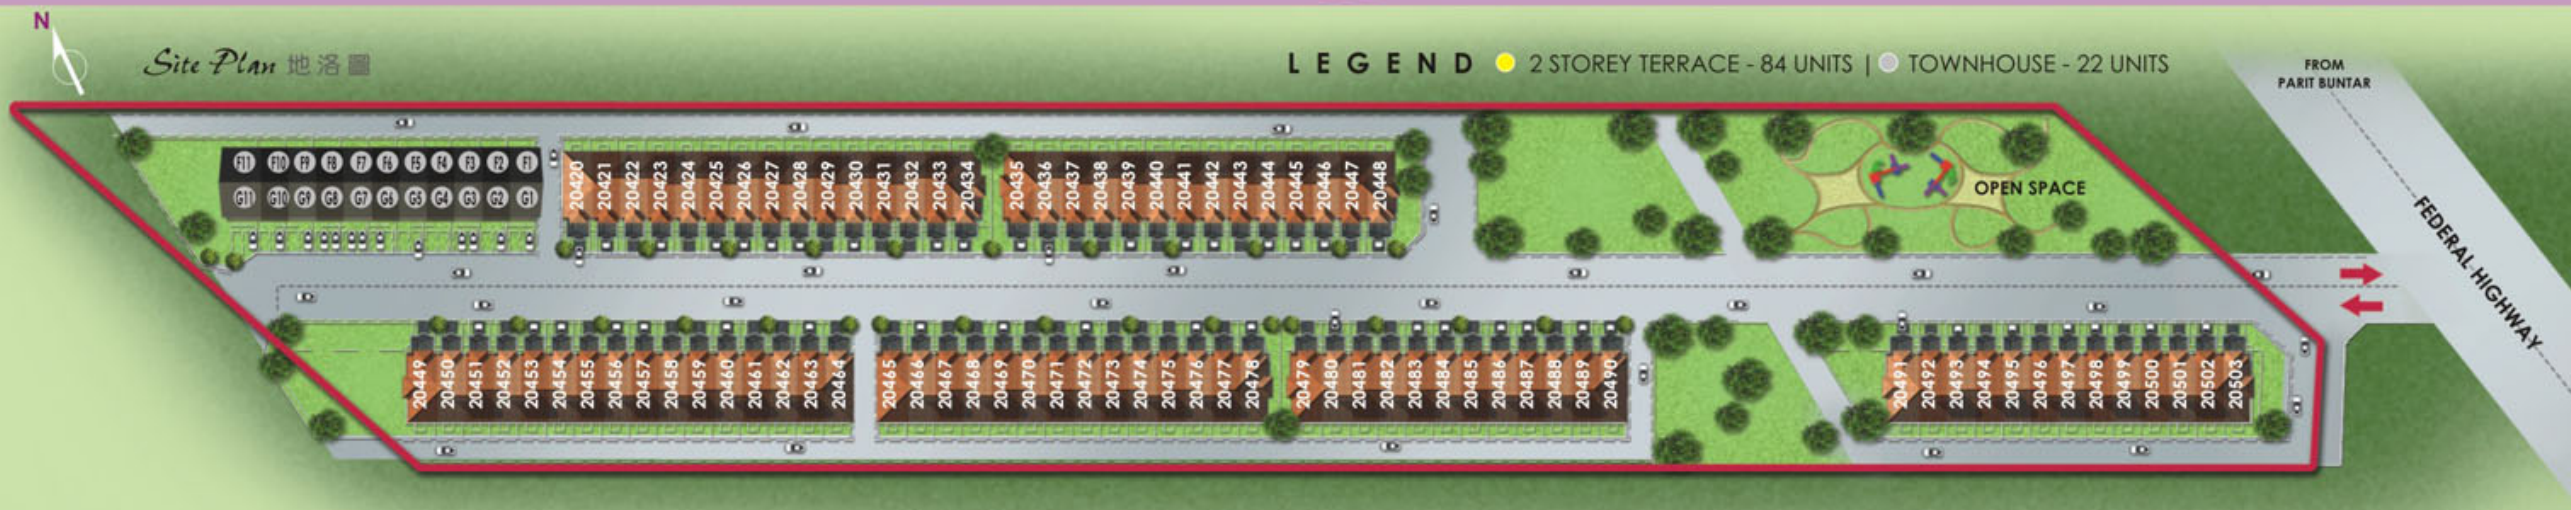 N
Site Plan 地洛圖
LEGEND 2 STOREY TERRACE - 84 UNITS | TOWNHOUSE - 22 UNITS
FROM
PARIT BUNTAR
F11 F10 F9 F8 F7 F6 F5 F4 F3 F2 F1
G11 G10 G9 G8 G7 G6 G5 G4 G3 G2 G1
20420 20421 20422 20423 20424 20425 20426 20427 20428 20429 20430 20431 20432 20433 20434
20435 20436 20437 20438 20439 20440 20441 20442 20443 20444 20445 20446 20447 20448
OPEN SPACE
FEDERAL HIGHWAY
20449 20450 20451 20452 20453 20454 20455 20456 20457 20458 20459 20460 20461 20462 20463 20464
20465 20466 20467 20468 20469 20470 20471 20472 20473 20474 20475 20476 20477 20478
20479 20480 20481 20482 20483 20484 20485 20486 20487 20488 20489 20490
20491 20492 20493 20494 20495 20496 20497 20498 20499 20500 20501 20502 20503